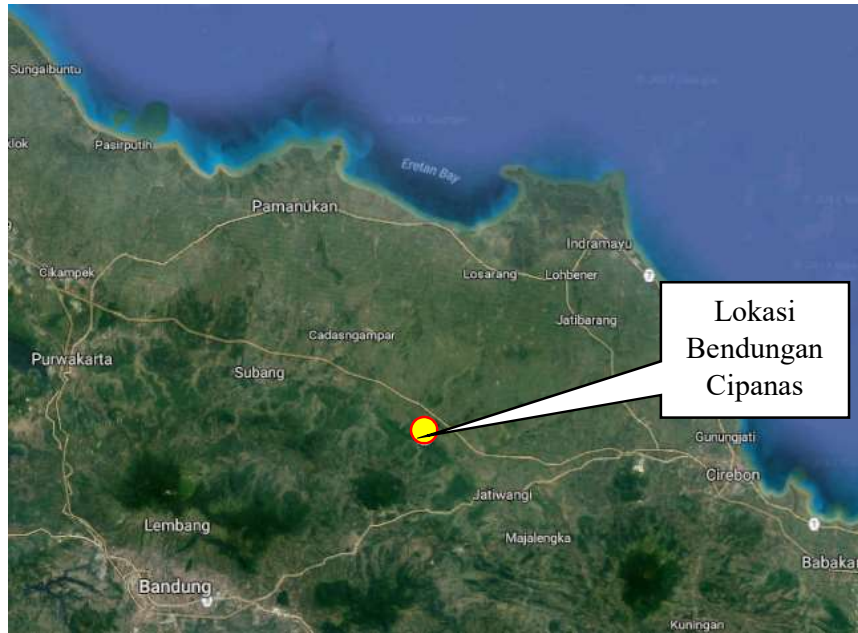 Sungaibuntu
Pasirputih
Eretan Bay
Pamanukan
Indramayu
Cikampek
Losarang
Lohbener
Lokasi
Bendungan
Cipanas
Jatibarang
Cadasngampar
Purwakarta
Subang
Gunungjati
Cirebon
Jatiwangi
Lembang
Majalengka
Babaka
Bandung
Kuningan